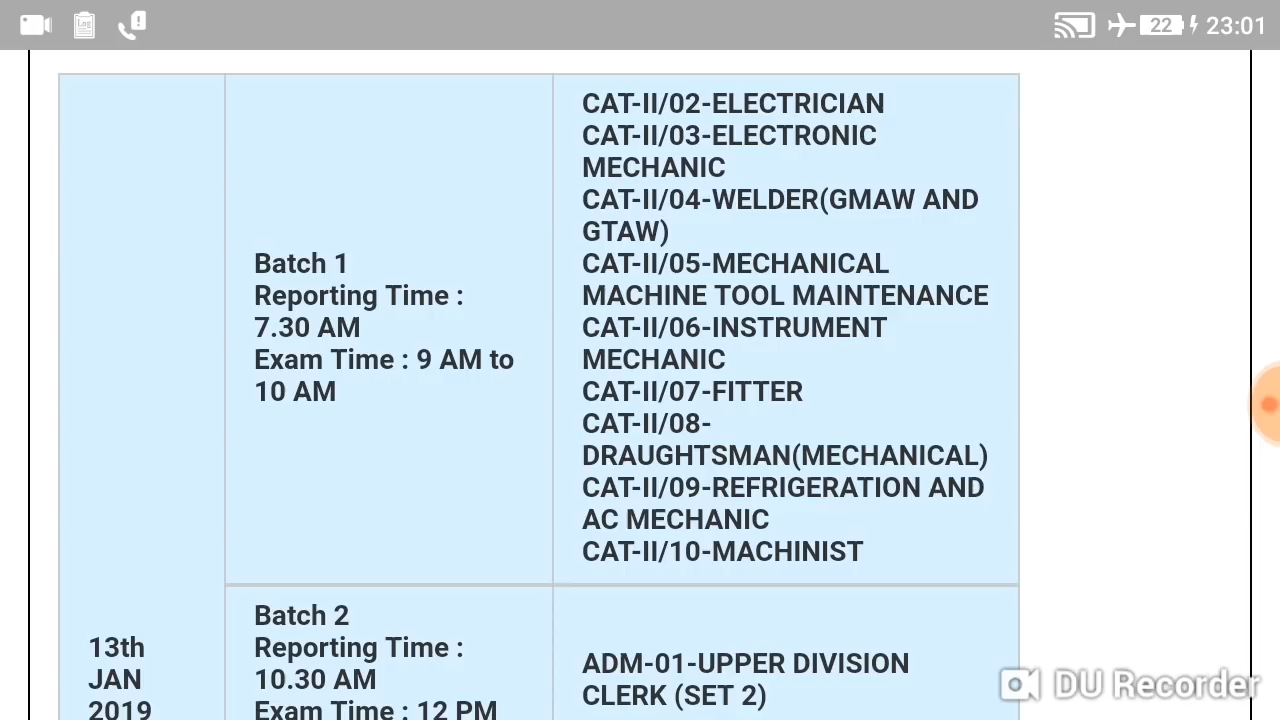 22
23:01
CAT-II/02-ELECTRICIAN
CAT-II/03-ELECTRONIC
MECHANIC
CAT-II/04-WELDER(GMAW AND
GTAW)
CAT-II/05-MECHANICAL
MACHINE TOOL MAINTENANCE
CAT-II/06-INSTRUMENT
MECHANIC
CAT-II/07-FITTER
CAT-II/08-
DRAUGHTSMAN(MECHANICAL)
CAT-II/09-REFRIGERATION AND
AC MECHANIC
CAT-II/10-MACHINIST
Batch 1
Reporting Time :
7.30 AM
Exam Time : 9 AM to
10 AM
13th
JAN
2019
Batch 2
Reporting Time :
10.30 AM
Exam Time : 12 PM
ADM-01-UPPER DIVISION
CLERK (SET 2)
DU Recorder